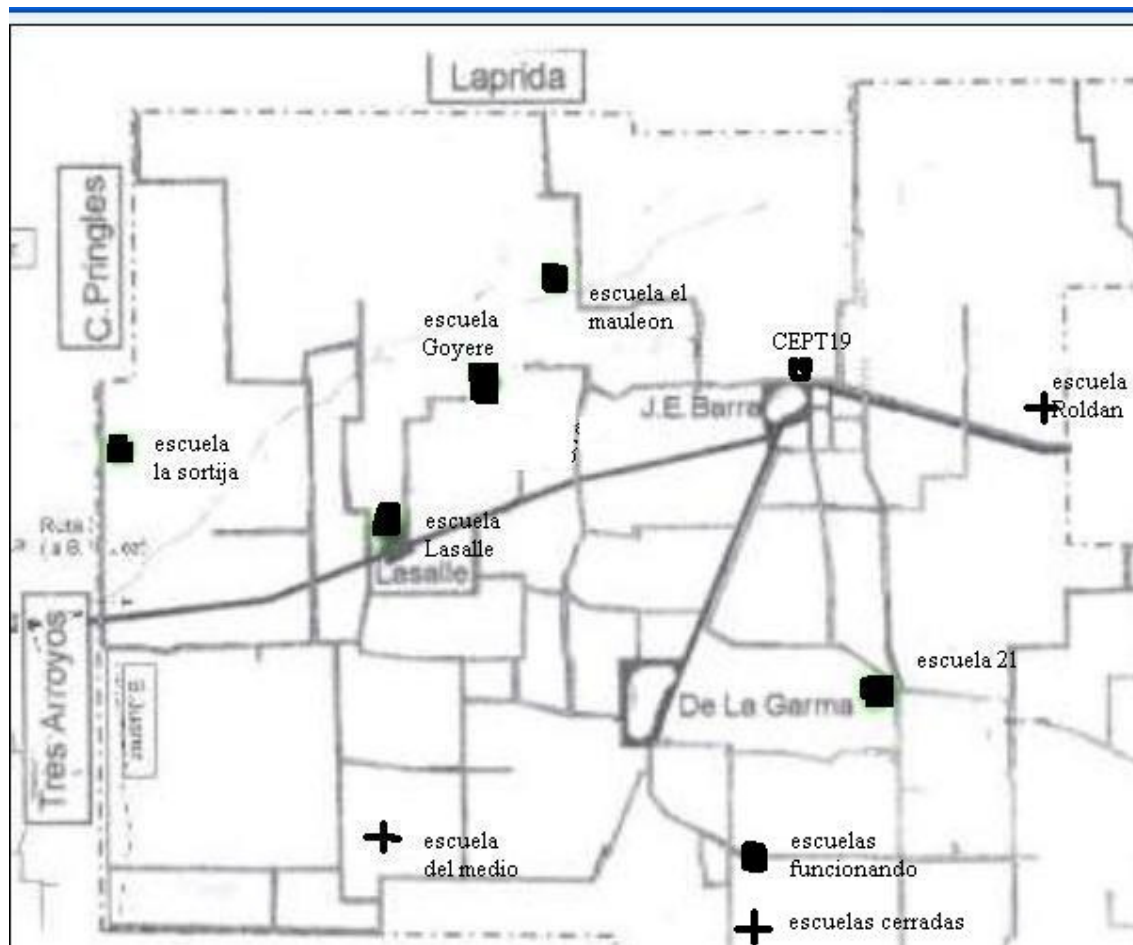 Laprida
C.Pringles
escuela el
mauleon
escuela
Goyere
CEPT19
escuela
Roldan
J.E.Barra
escuela
la sortija
escuela
Lasalle
Lasalle
Ruta
escuela 21
De La Garma
Tres Arroyos
escuela
del medio
escuelas
funcionando
escuelas cerradas